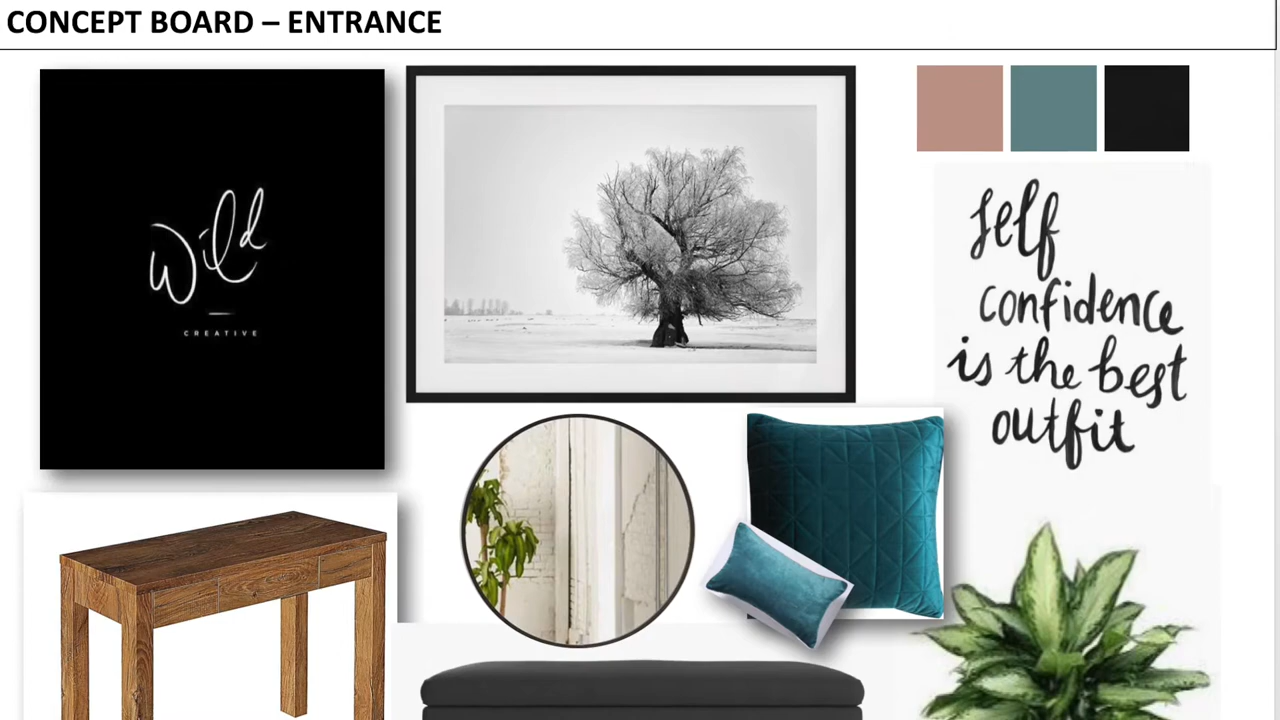 CONCEPT BOARD – ENTRANCE
Wild
CREATIVE
self
confidence
is the best
outfit